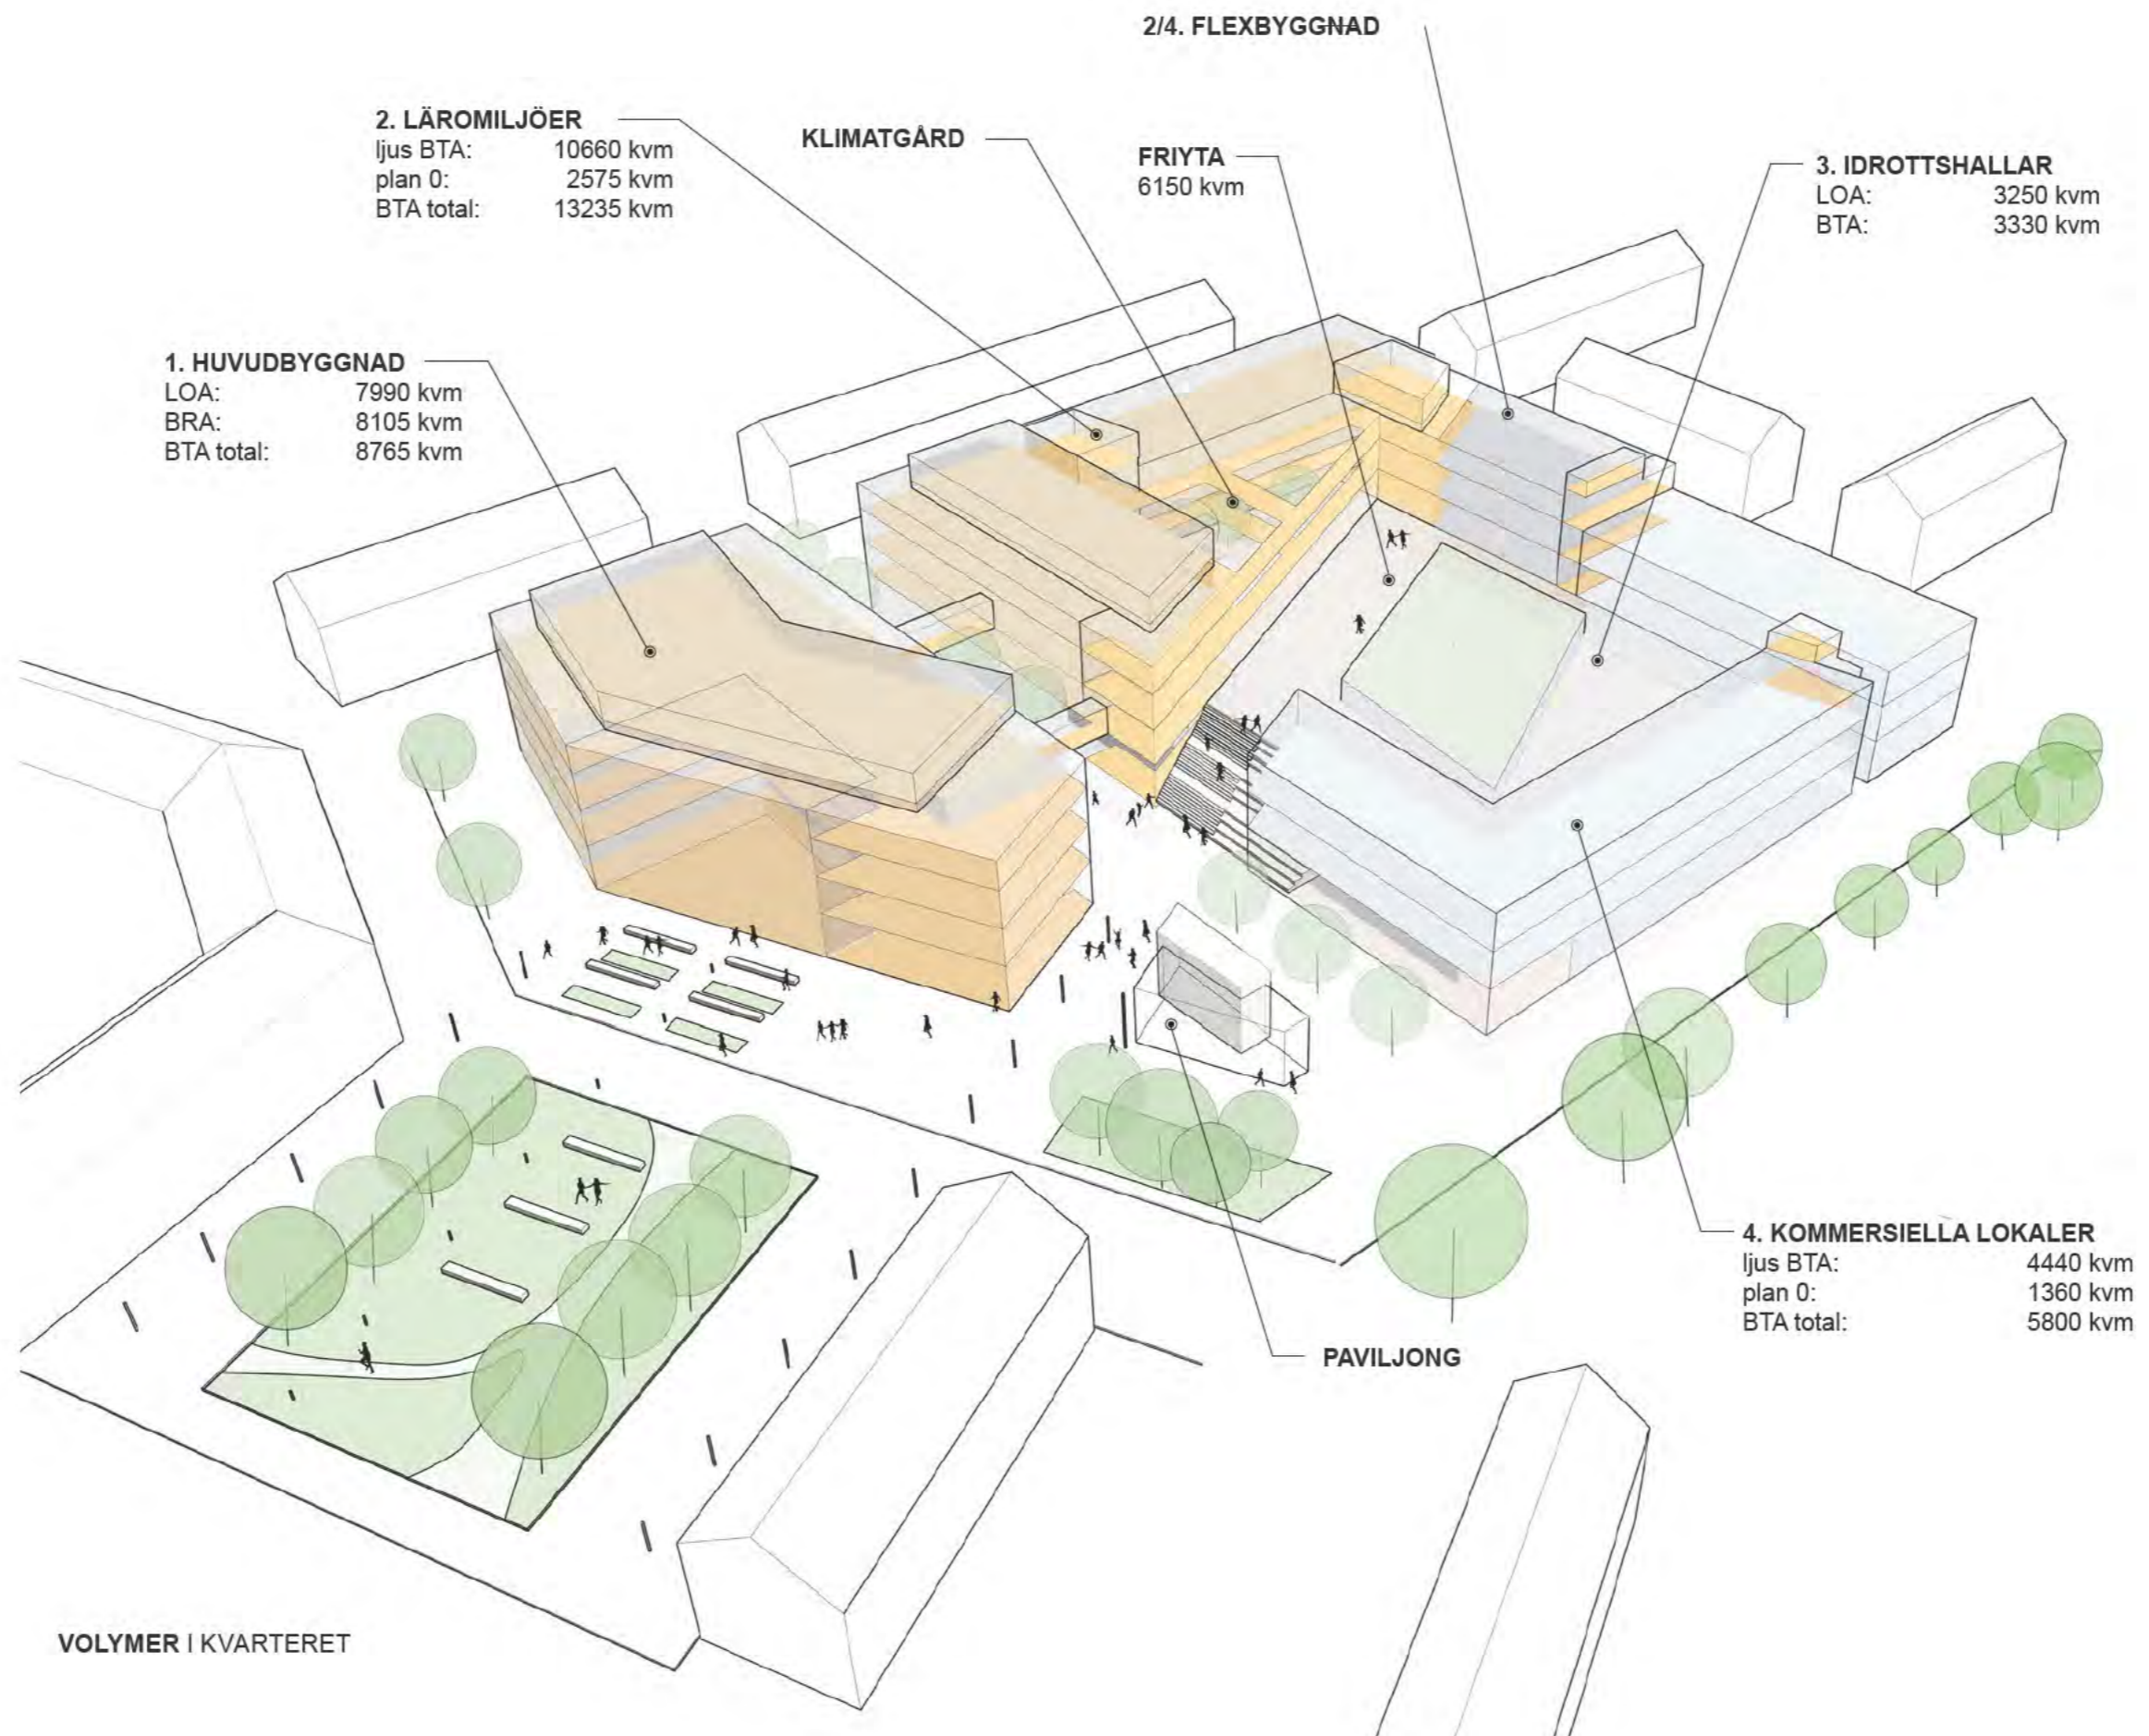 2/4. FLEXBYGGNAD
2. LÄROMILJÖER
ljus BTA: 10660 kvm
plan 0: 2575 kvm
BTA total: 13235 kvm
KLIMATGÅRD
FRIYTA
6150 kvm
3. IDROTTSHALLAR
LOA: 3250 kvm
BTA: 3330 kvm
1. HUVUDBYGGNAD
LOA: 7990 kvm
BRA: 8105 kvm
BTA total: 8765 kvm
4. KOMMERSIELLA LOKALER
ljus BTA: 4440 kvm
plan 0: 1360 kvm
BTA total: 5800 kvm
PAVILJONG
VOLYMER I KVARTERET